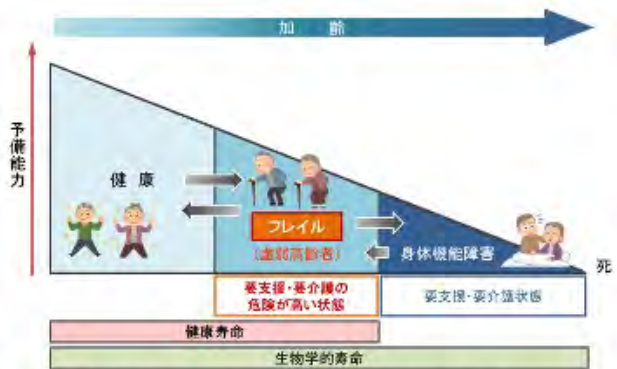 加 齢
予備能力
健 康
フレイル
(虚弱高齢者)
身体機能障害
死
要支援・要介護の
危険が高い状態
要支援・要介護状態
健康寿命
生物学的寿命